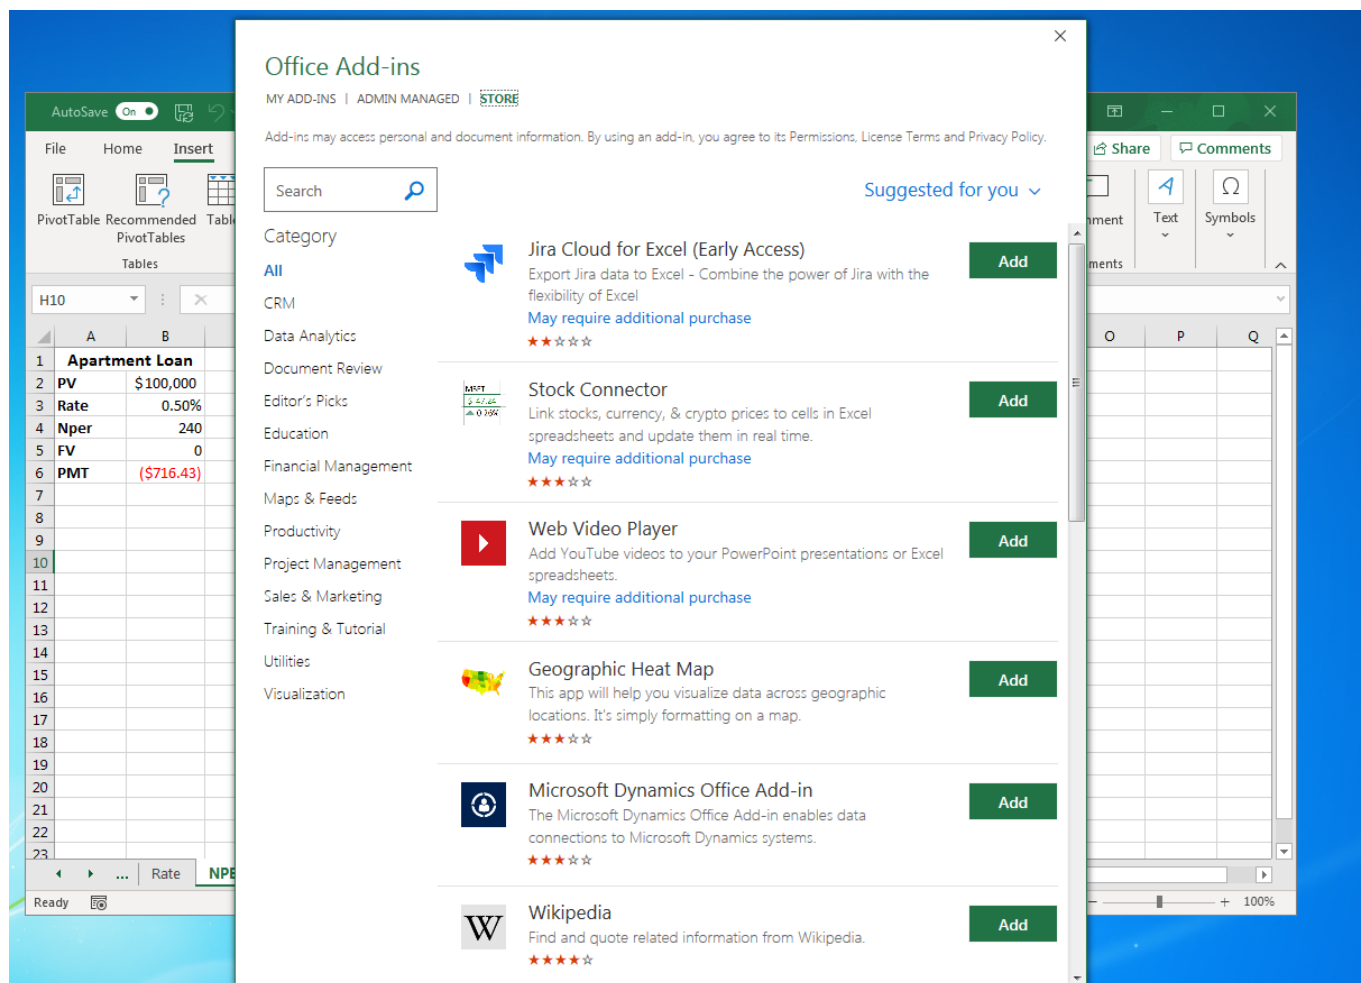 Office Add-ins
MY ADD-INS | ADMIN MANAGED | STORE
Add-ins may access personal and document information. By using an add-in, you agree to its Permissions, License Terms and Privacy Policy.
Search
Suggested for you
Category
All
CRM
Data Analytics
Document Review
Editor's Picks
Education
Financial Management
Maps & Feeds
Productivity
Project Management
Sales & Marketing
Training & Tutorial
Utilities
Visualization
Jira Cloud for Excel (Early Access)
Export Jira data to Excel - Combine the power of Jira with the
flexibility of Excel
May require additional purchase
Add
Stock Connector
Link stocks, currency, & crypto prices to cells in Excel
spreadsheets and update them in real time.
May require additional purchase
Add
Web Video Player
Add YouTube videos to your PowerPoint presentations or Excel
spreadsheets.
May require additional purchase
Add
Geographic Heat Map
This app will help you visualize data across geographic
locations. It's simply formatting on a map.
Add
Microsoft Dynamics Office Add-in
The Microsoft Dynamics Office Add-in enables data
connections to Microsoft Dynamics systems.
Add
W
Wikipedia
Find and quote related information from Wikipedia.
Add
AutoSave On
File Home Insert
Share Comments
PivotTable Recommended
PivotTables
Tables
Text
Ω
Symbols
H10
A B O P Q
1 Apartment Loan
2 PV $100,000
3 Rate 0.50%
4 Nper 240
5 FV 0
6 PMT ($716.43)
7
8
9
10
11
12
13
14
15
16
17
18
19
20
21
22
23
... Rate
Ready
100%